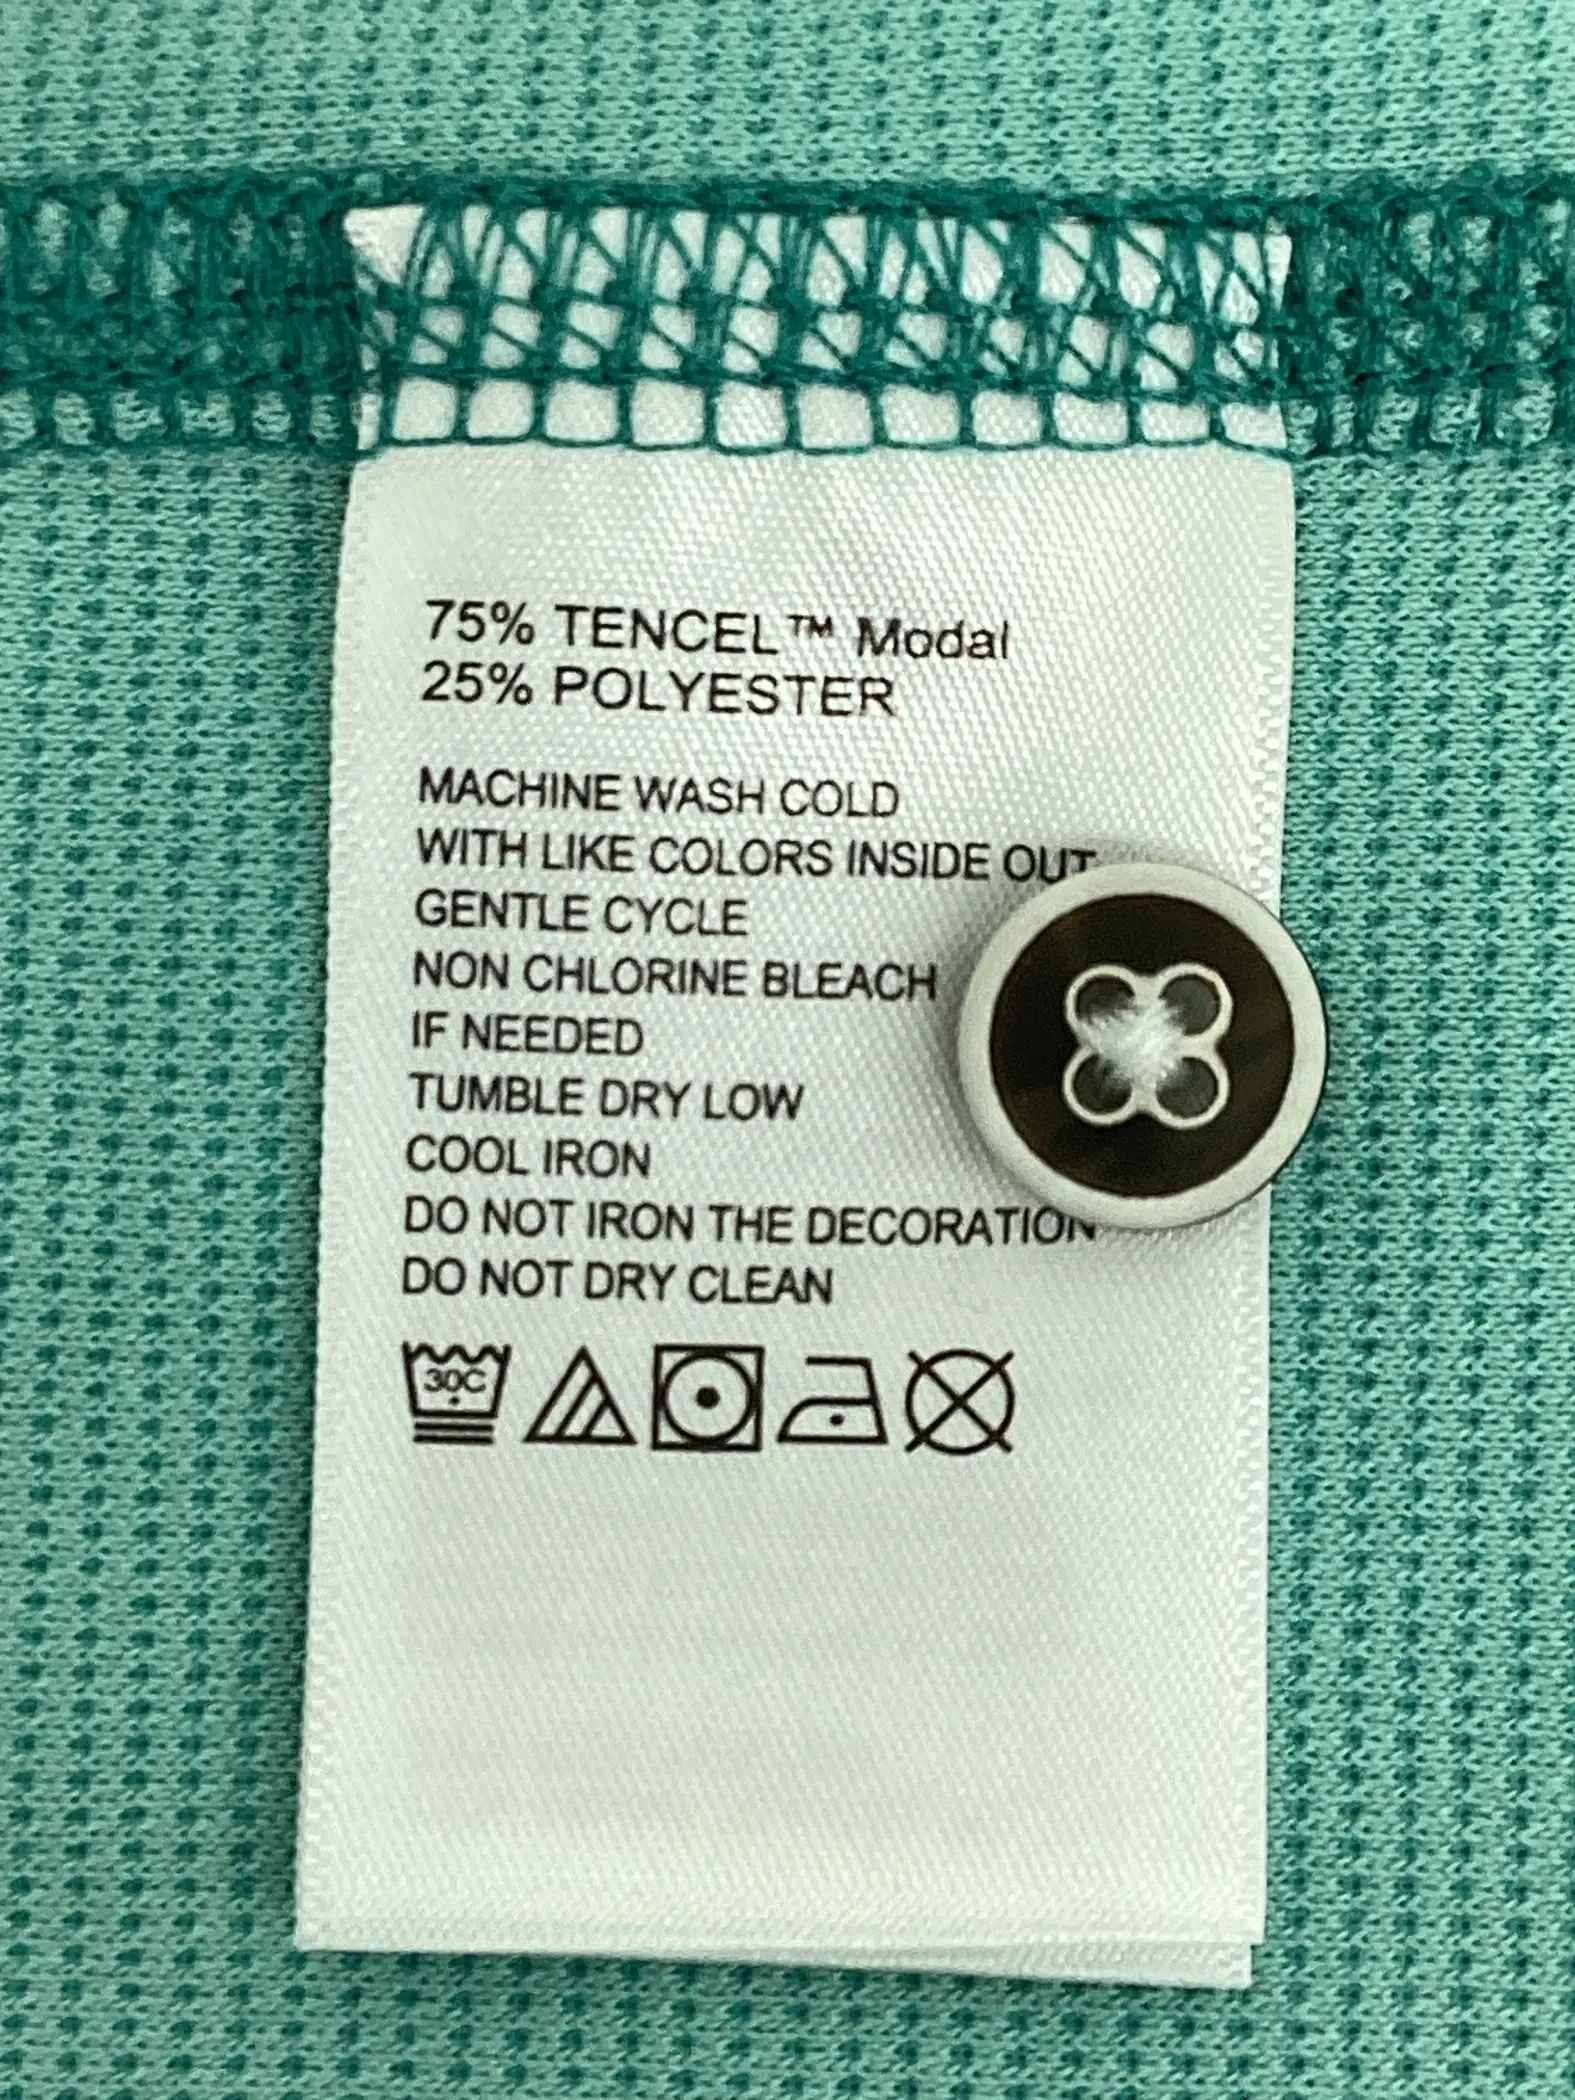 75% TENCEL™ Modal
25% POLYESTER
MACHINE WASH COLD
WITH LIKE COLORS INSIDE OUT
GENTLE CYCLE
NON CHLORINE BLEACH
IF NEEDED
TUMBLE DRY LOW
COOL IRON
DO NOT IRON THE DECORATION
DO NOT DRY CLEAN
30C